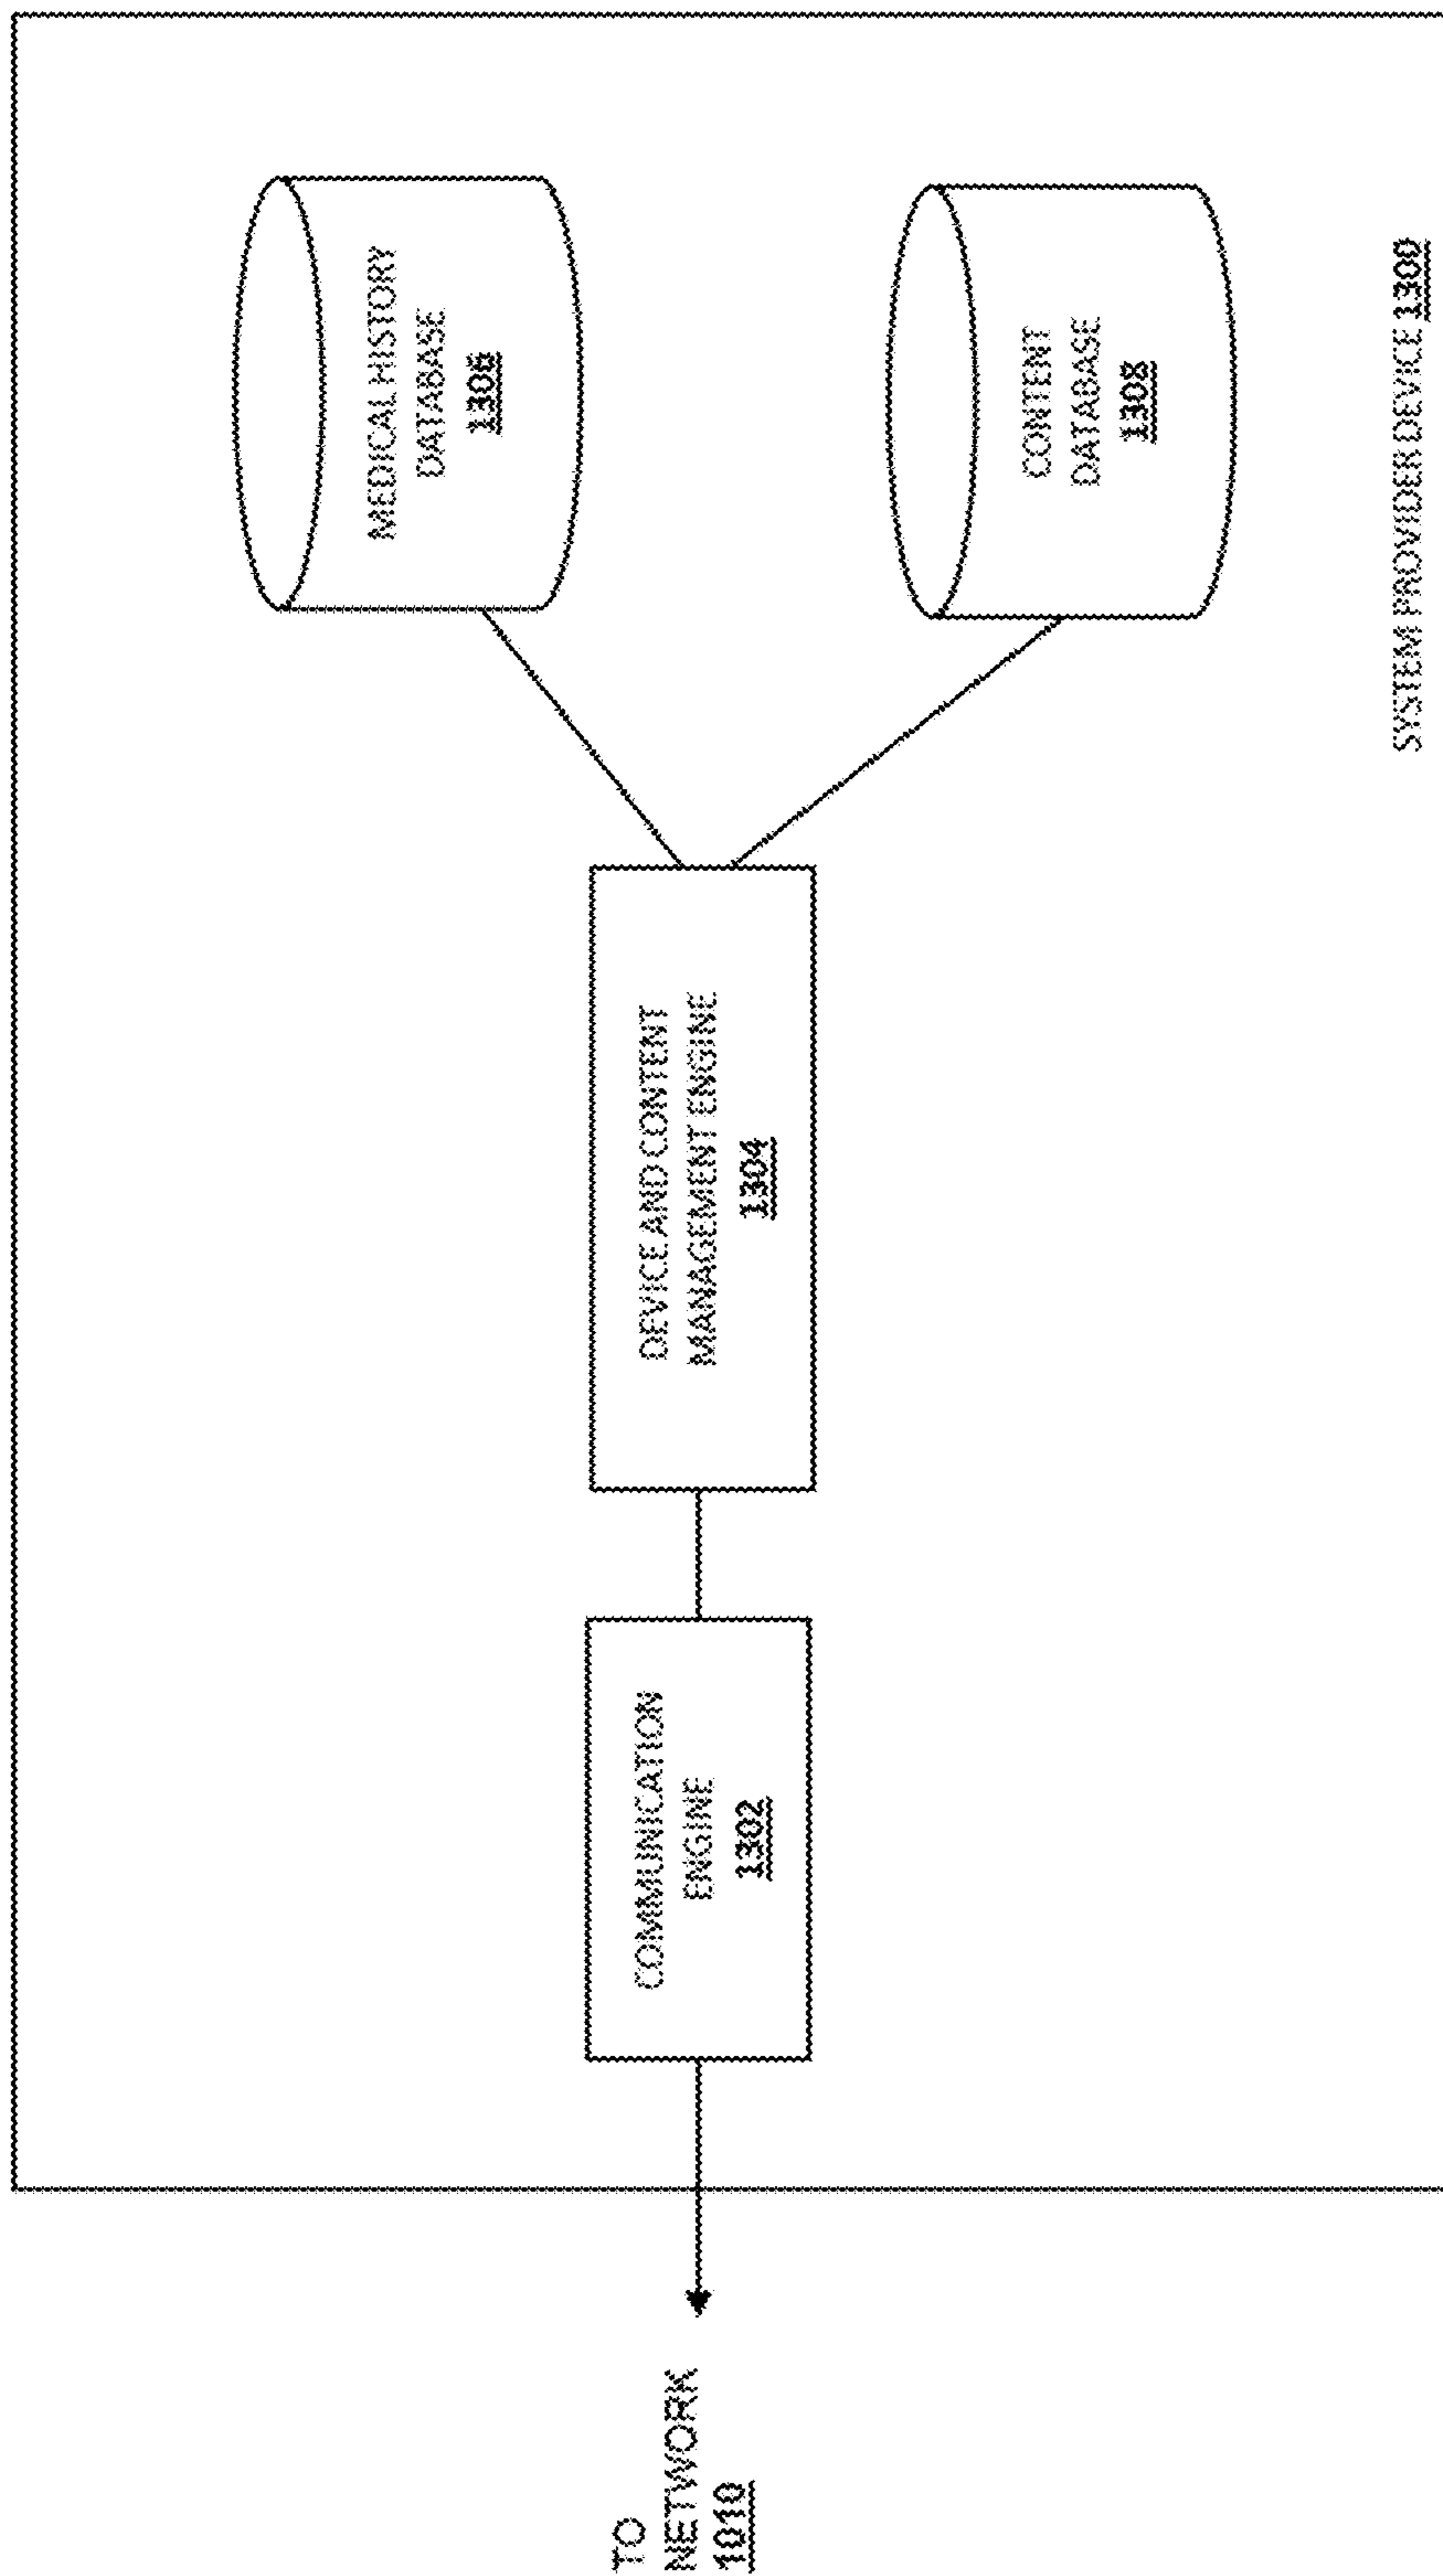 TO
NETWORK
1010
COMMUNICATION
ENGINE
1302
DEVICE AND CONTENT
MANAGEMENT ENGINE
1304
MEDICAL HISTORY
DATABASE
1306
CONTENT
DATABASE
1308
SYSTEM PROVIDER DEVICE 1300